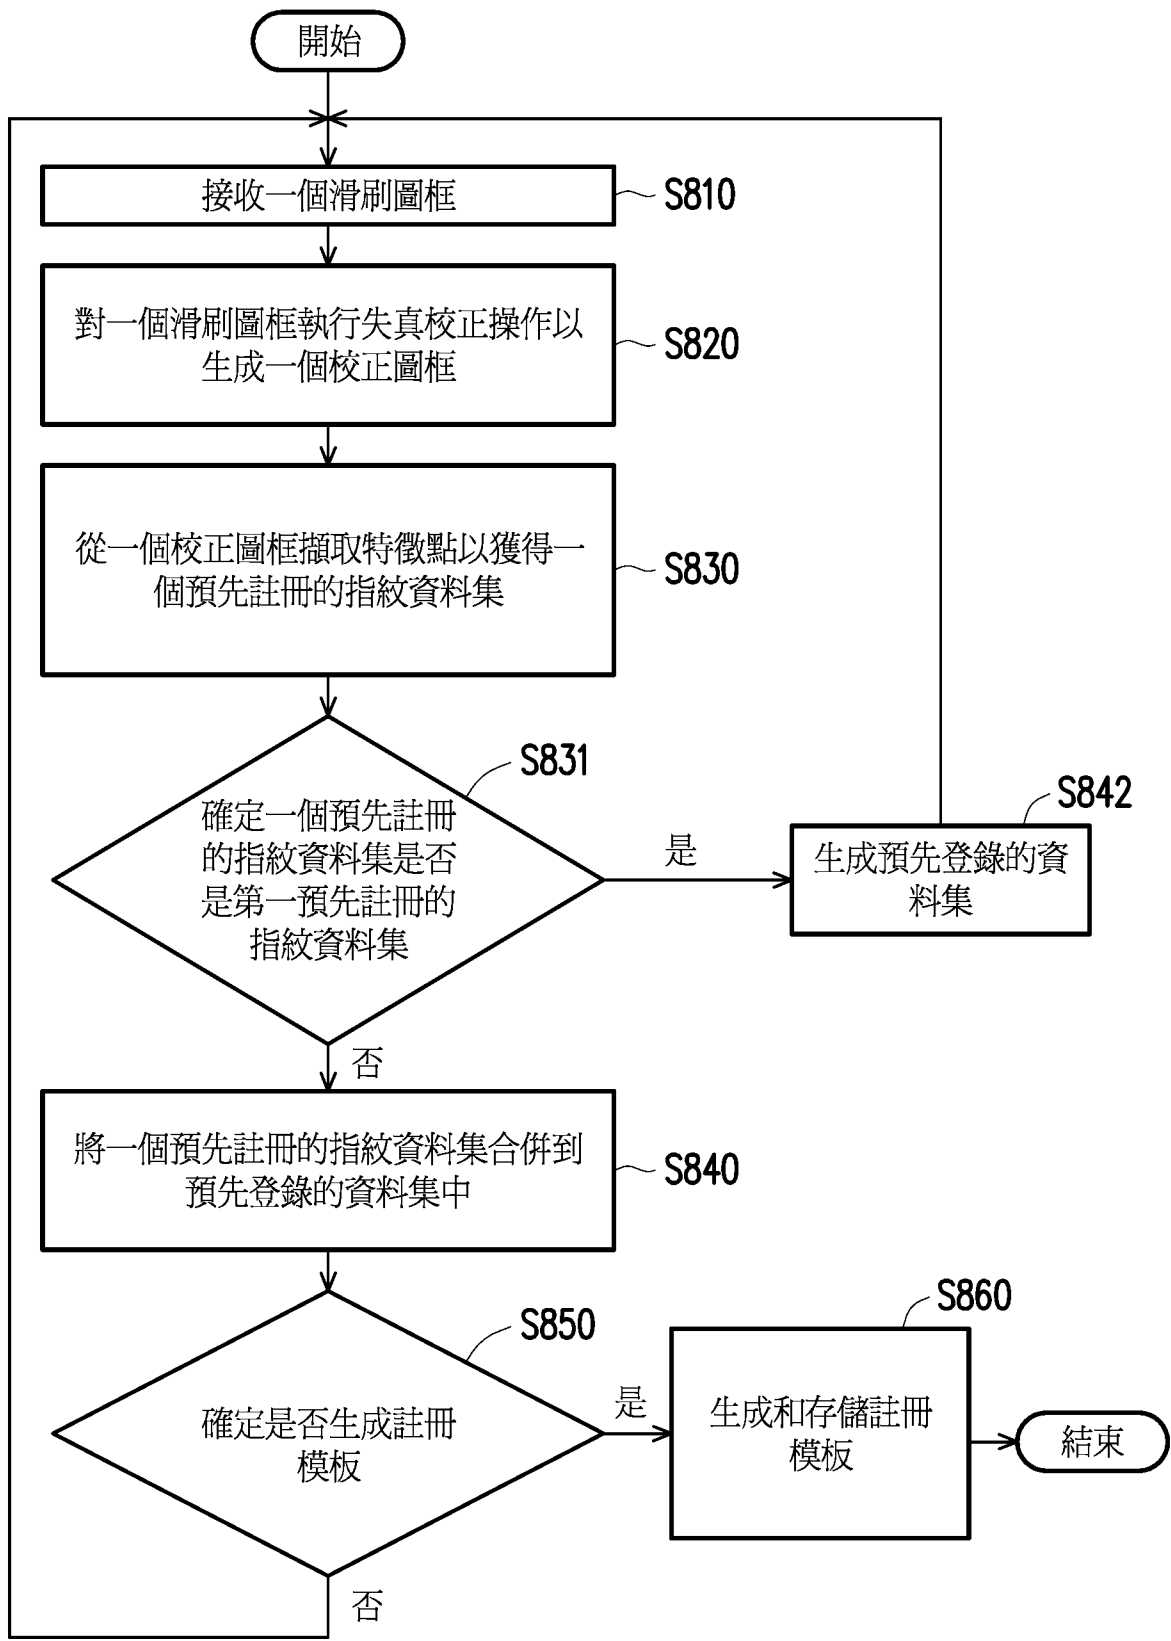 開始
接收一個滑刷圖框
S810
對一個滑刷圖框執行失真校正操作以
生成一個校正圖框
S820
從一個校正圖框擷取特徵點以獲得一
個預先註冊的指紋資料集
S830
S831
確定一個預先註冊
的指紋資料集是否
是第一預先註冊的
指紋資料集
是
S842
生成預先登錄的資
料集
否
將一個預先註冊的指紋資料集合併到
預先登錄的資料集中
S840
S850
確定是否生成註冊
模板
是
S860
生成和存儲註冊
模板
結束
否